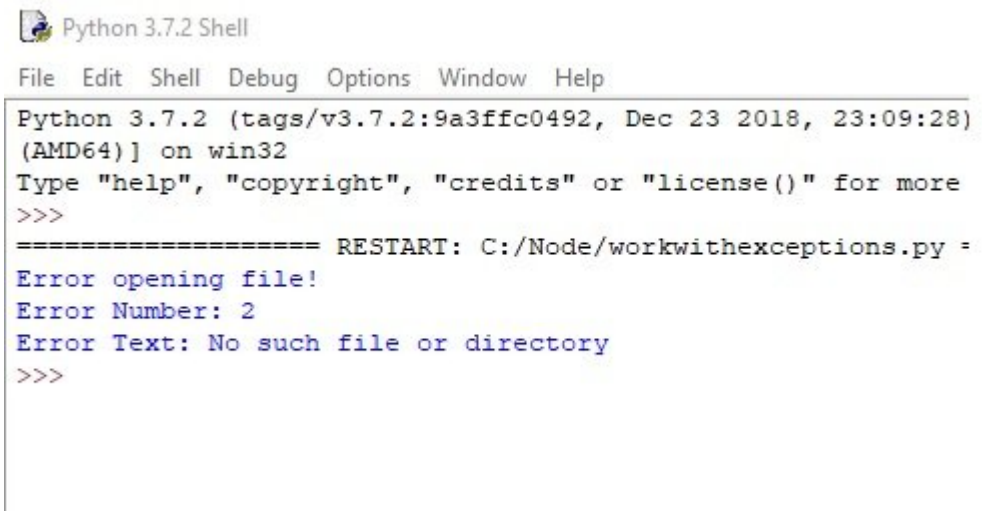 Python 3.7.2 Shell
File Edit Shell Debug Options Window Help
Python 3.7.2 (tags/v3.7.2:9a3ffc0492, Dec 23 2018, 23:09:28)
(AMD64)] on win32
Type "help", "copyright", "credits" or "license()" for more
>>>
=================== RESTART: C:/Node/workwithexceptions.py =
Error opening file!
Error Number: 2
Error Text: No such file or directory
>>>